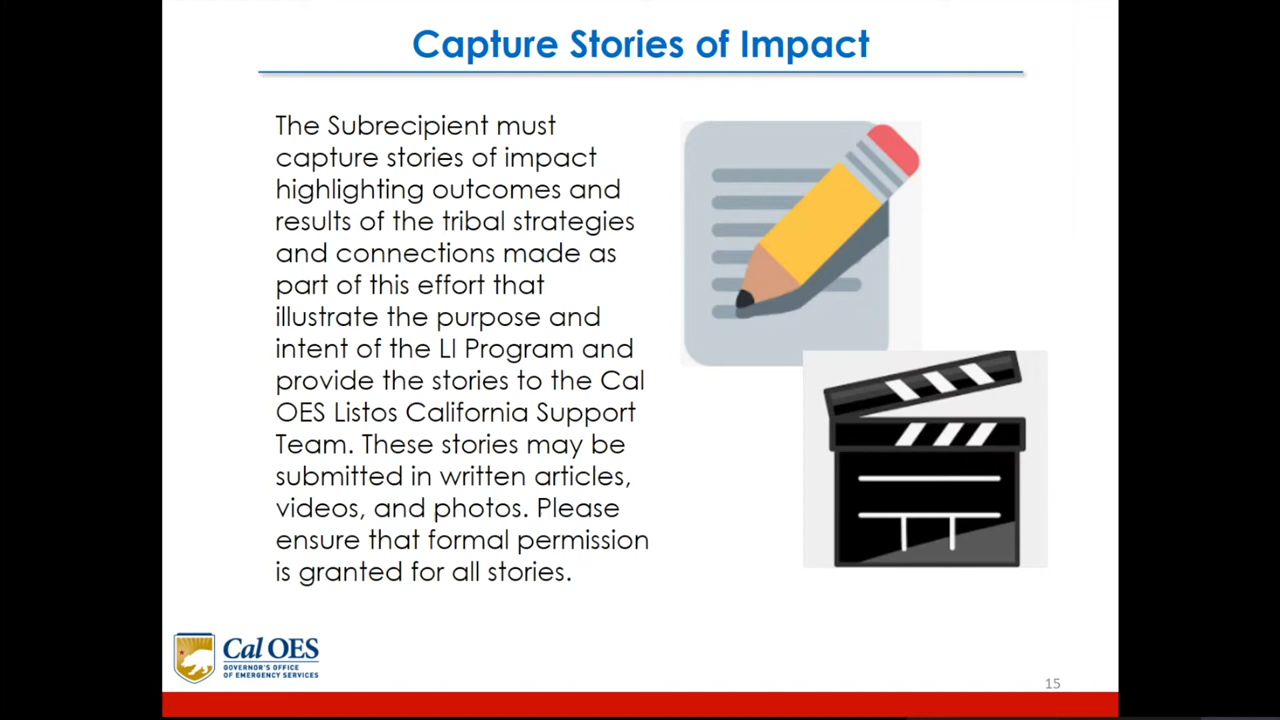 Capture Stories of Impact
The Subrecipient must
capture stories of impact
highlighting outcomes and
results of the tribal strategies
and connections made as
part of this effort that
illustrate the purpose and
intent of the LI Program and
provide the stories to the Cal
OES Listos California Support
Team. These stories may be
submitted in written articles,
videos, and photos. Please
ensure that formal permission
is granted for all stories.
Cal OES
GOVERNOR'S OFFICE
OF EMERGENCY SERVICES
15